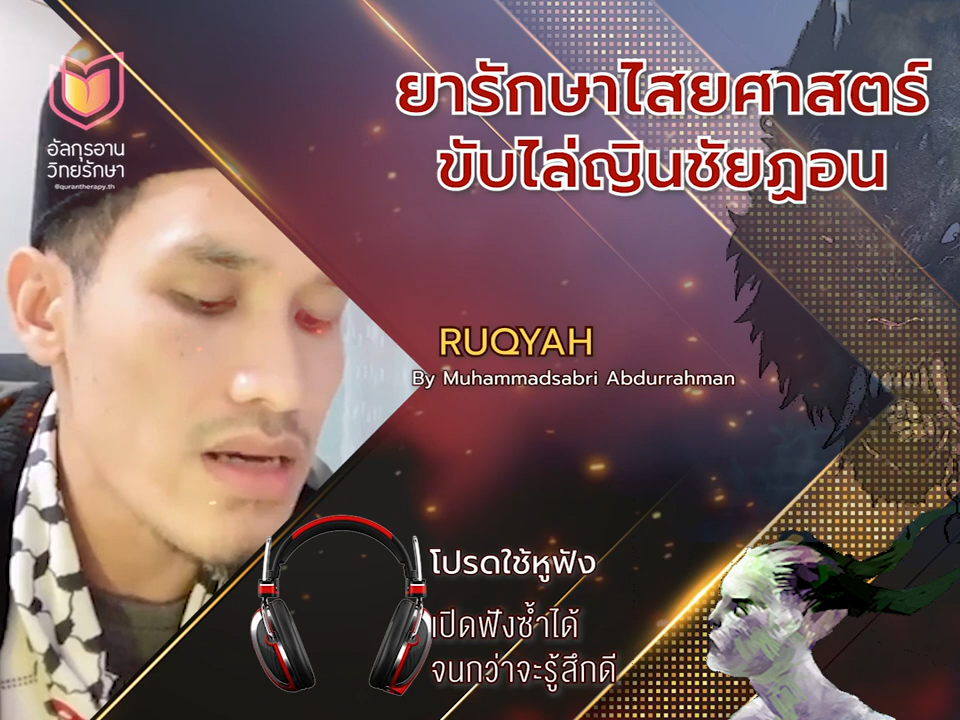 อัลกุรอาน
วิทยรักษา
@qurantherapy.th
ยารักษาไสยศาสตร์
ขับไล่ญินชัยฏอน
RUQYAH
By Muhammadsabri Abdurrahman
โปรดใช้หูฟัง
เปิดฟังซ้ำได้
จนกว่าจะรู้สึกดี